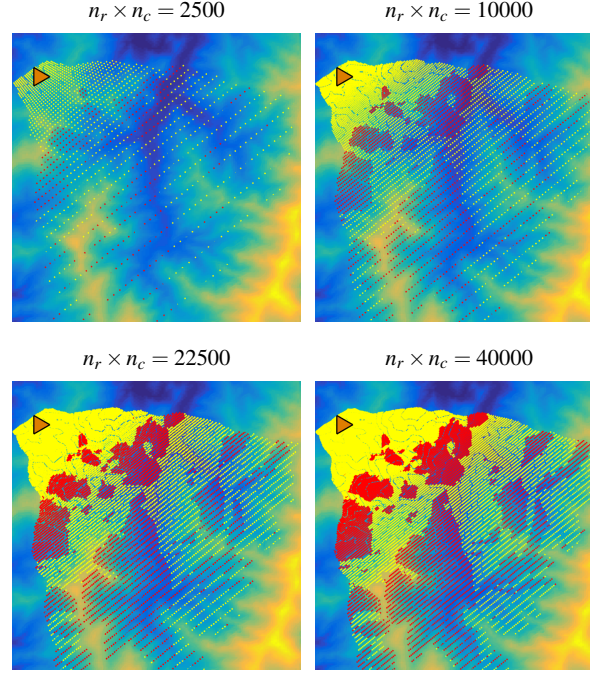 n_r × n_c = 2500
n_r × n_c = 10000
n_r × n_c = 22500
n_r × n_c = 40000